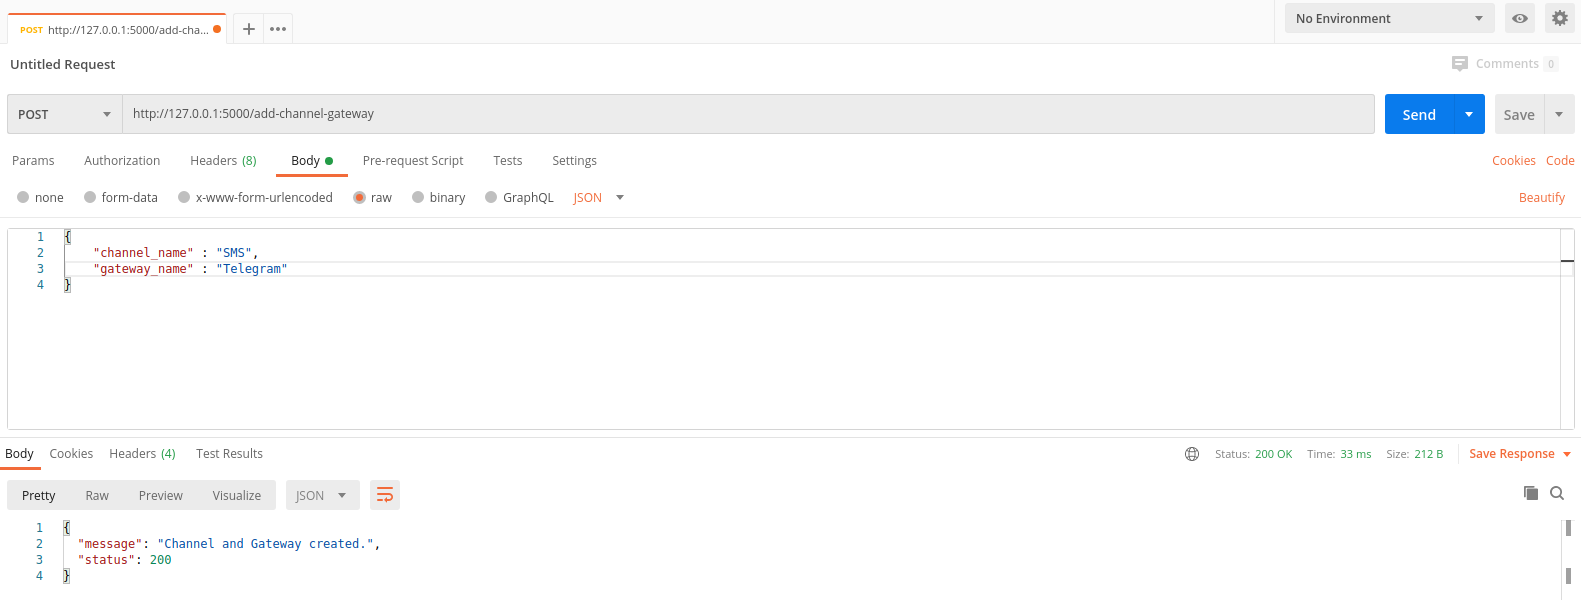 POST http://127.0.0.1:5000/add-cha...
No Environment
Untitled Request
Comments 0
POST http://127.0.0.1:5000/add-channel-gateway Send Save
Params Authorization Headers (8) Body Pre-request Script Tests Settings Cookies Code
none form-data x-www-form-urlencoded raw binary GraphQL JSON Beautify
1 {
2 "channel_name" : "SMS",
3 "gateway_name" : "Telegram"
4 }
Body Cookies Headers (4) Test Results Status: 200 OK Time: 33 ms Size: 212 B Save Response
Pretty Raw Preview Visualize JSON
1 {
2 "message": "Channel and Gateway created.",
3 "status": 200
4 }